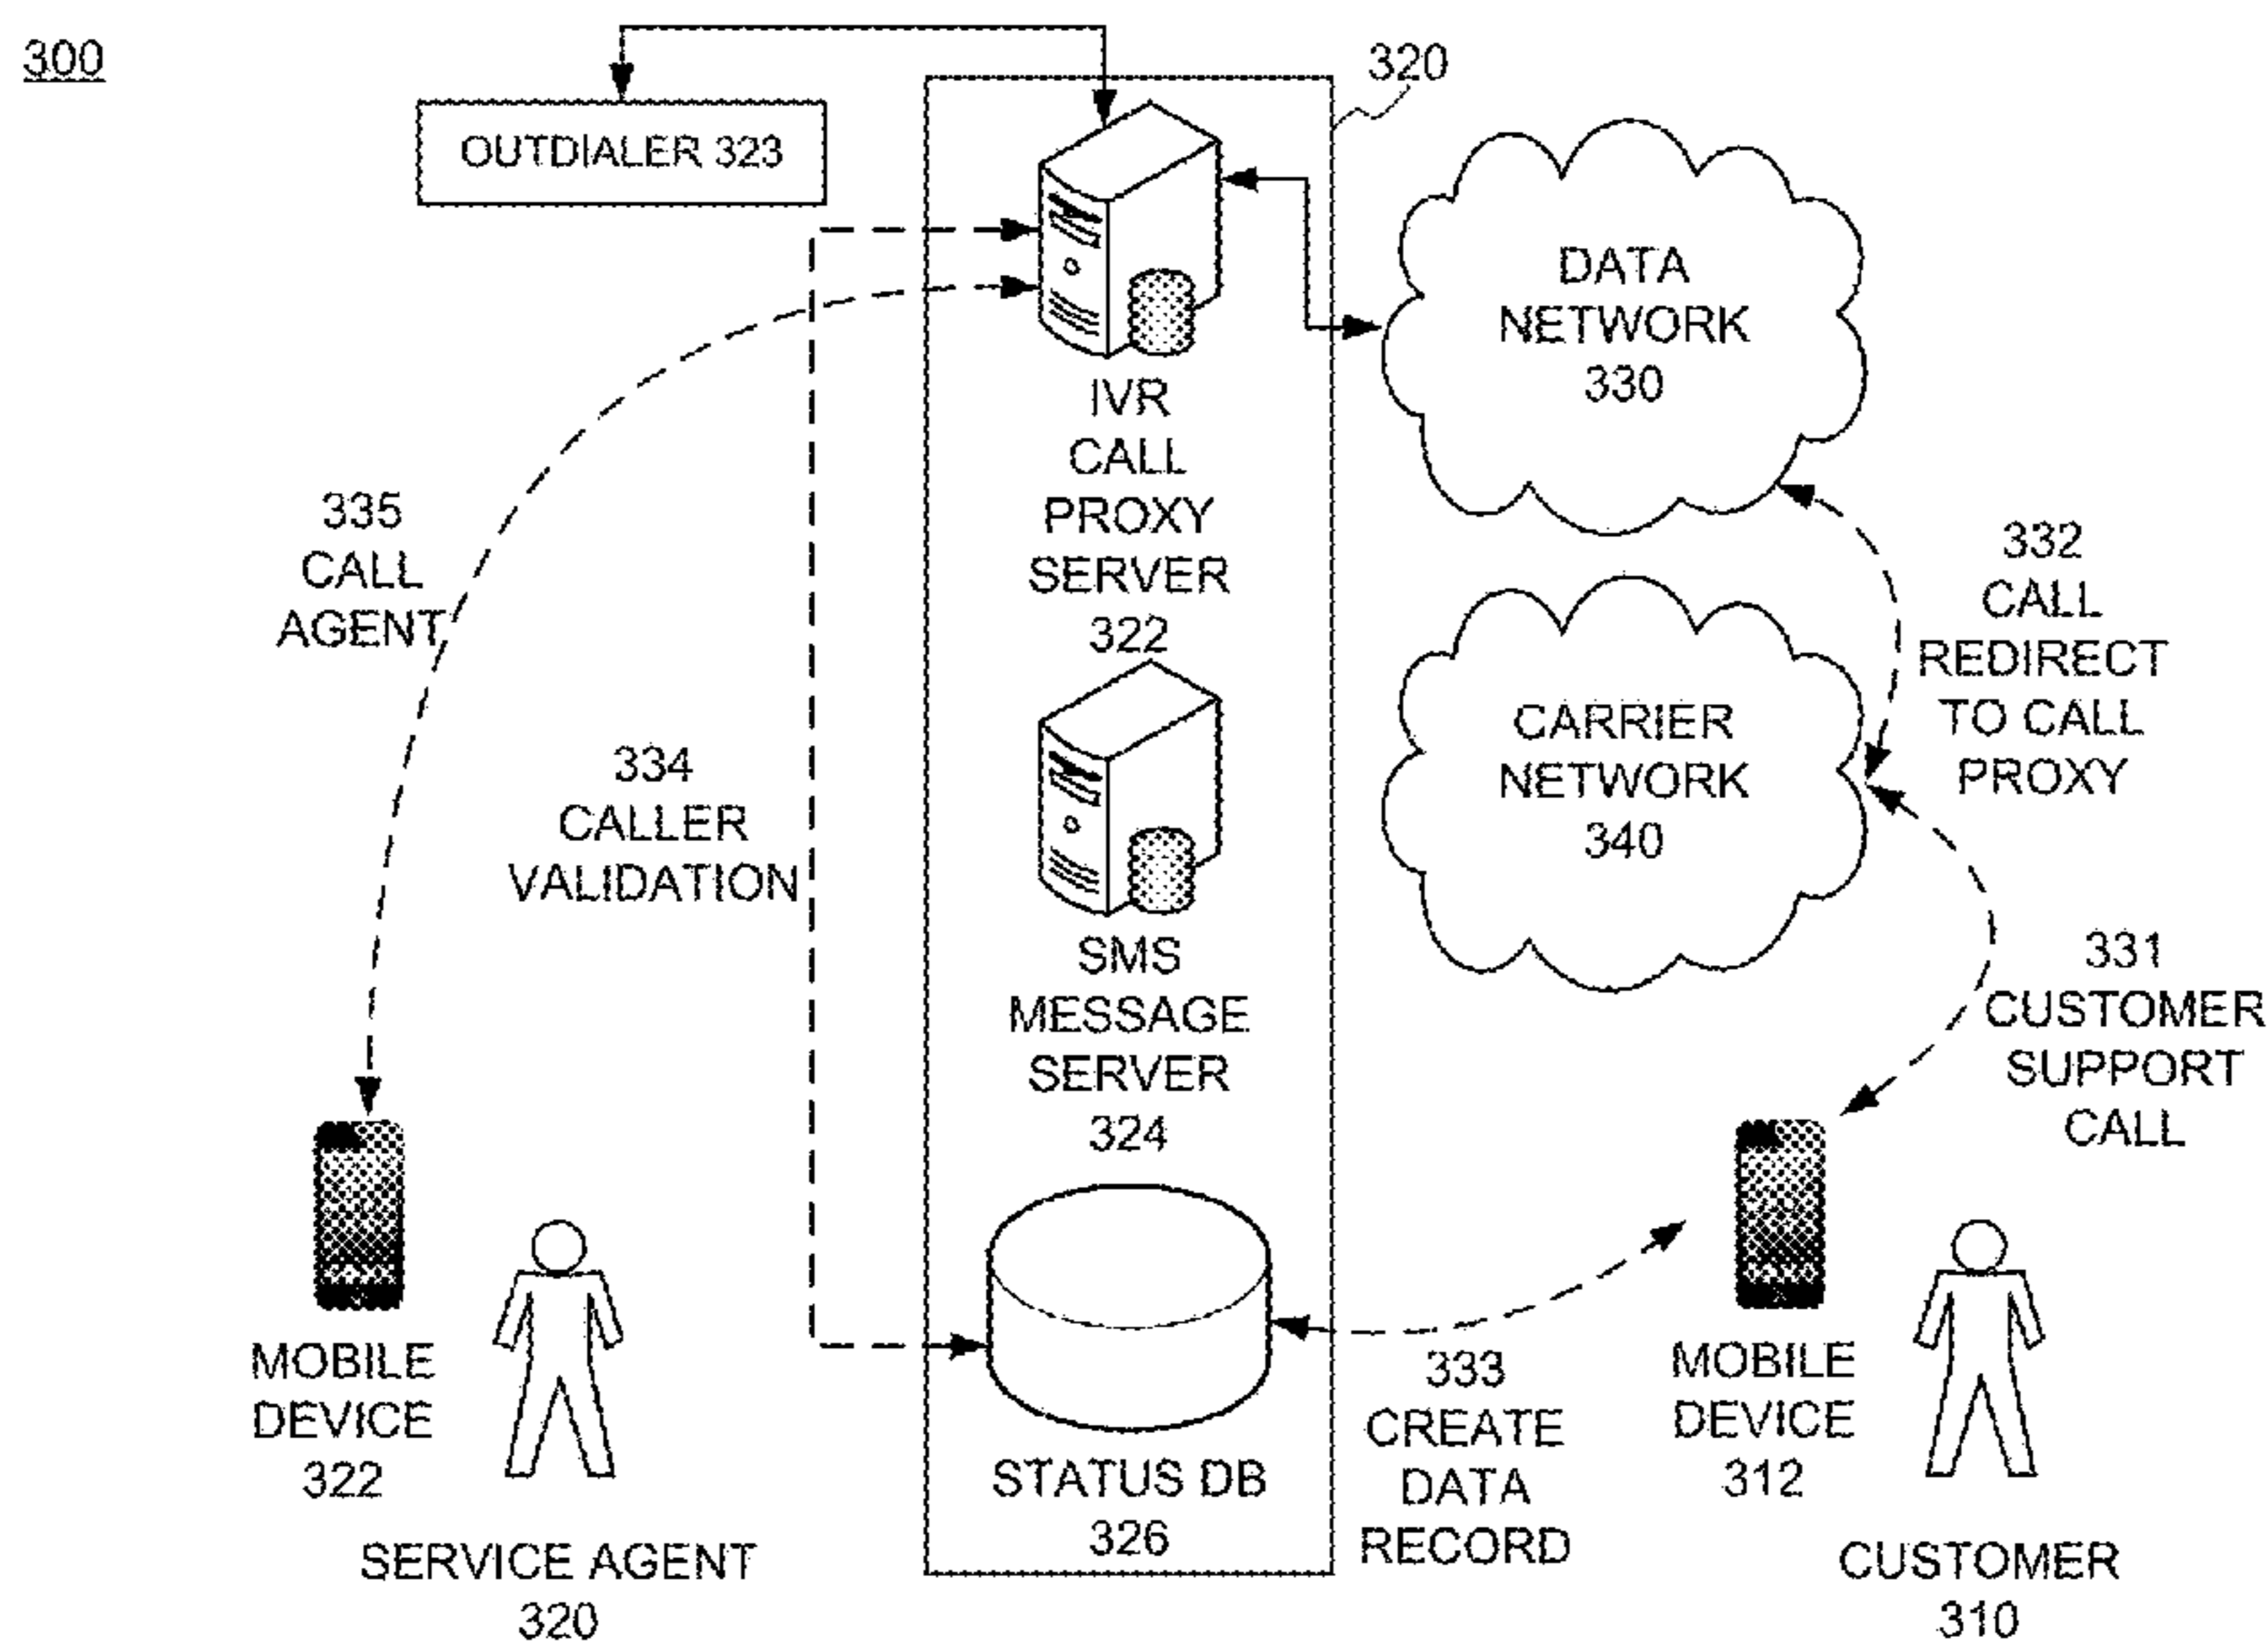 300
320
OUTDIALER 323
DATA
NETWORK
330
IVR
CALL
PROXY
SERVER
322
335
CALL
AGENT
332
CALL
REDIRECT
TO CALL
PROXY
CARRIER
NETWORK
340
334
CALLER
VALIDATION
SMS
MESSAGE
SERVER
324
331
CUSTOMER
SUPPORT
CALL
MOBILE
DEVICE
322
SERVICE AGENT
320
STATUS DB
326
333
CREATE
DATA
RECORD
MOBILE
DEVICE
312
CUSTOMER
310